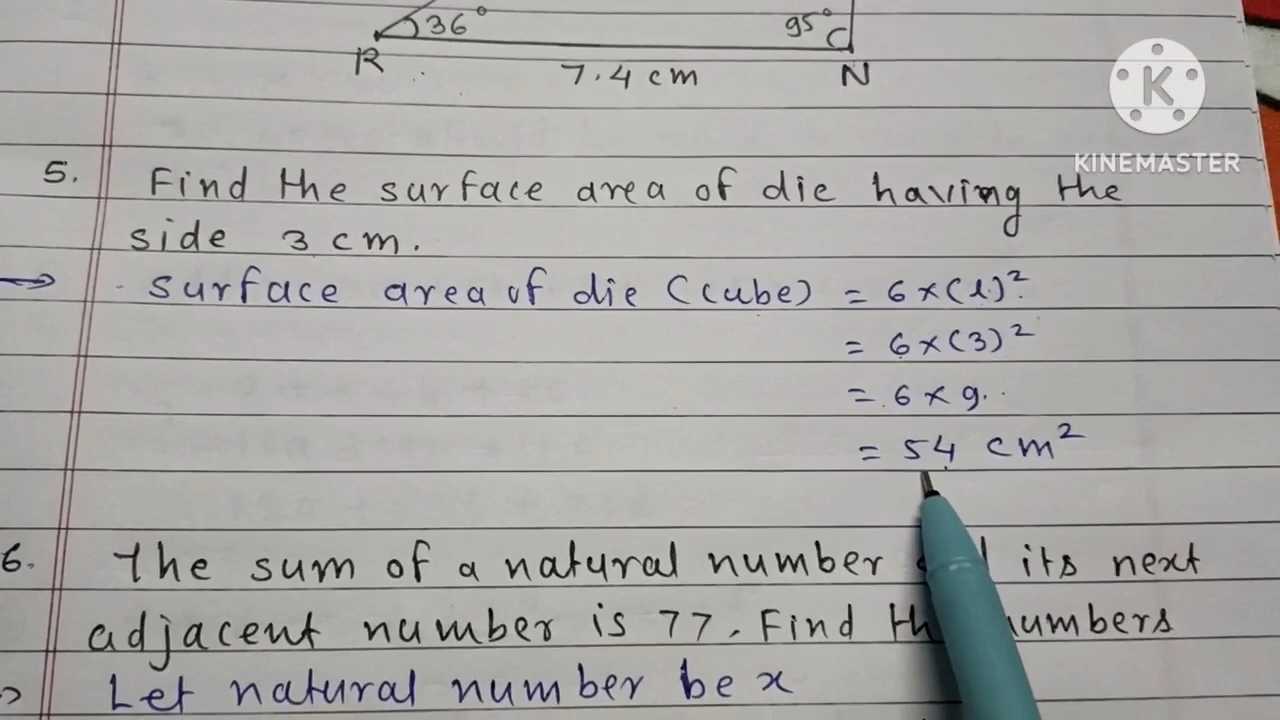 36° 95°
R 7.4 cm N
K
KINEMASTER
5. Find the surface area of die having the
side 3 cm.
→ surface area of die (cube) = 6×(l)²
= 6×(3)²
= 6×9
= 54 cm²
6. The sum of a natural number its next
adjacent number is 77. Find numbers
Let natural number be x